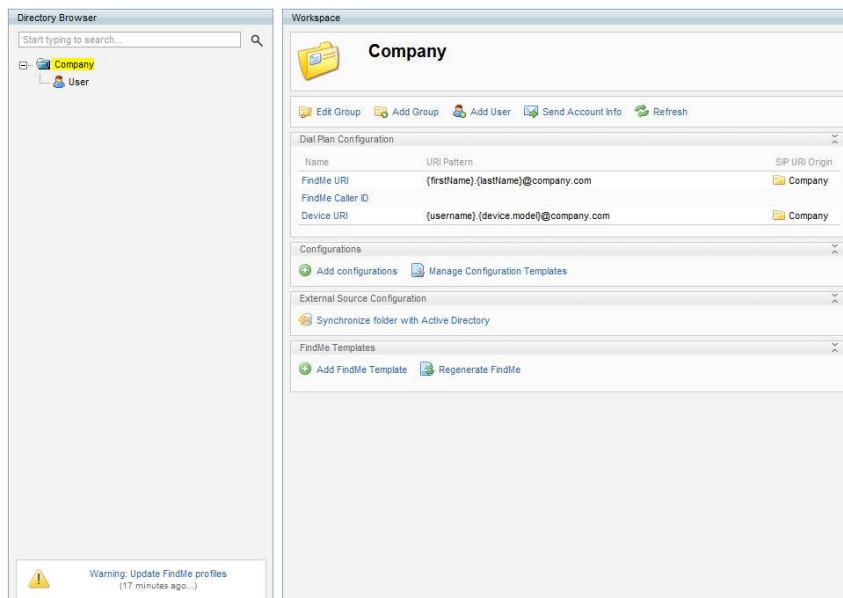 Directory Browser
Start typing to search...
Company
User
Warning: Update FindMe profiles
(17 minutes ago...)
Workspace
Company
Edit Group Add Group Add User Send Account Info Refresh
Dial Plan Configuration
Name URI Pattern SIP URI Origin
FindMe URI {firstName}.{lastName}@company.com Company
FindMe Caller ID
Device URI {username}.{device.model}@company.com Company
Configurations
Add configurations Manage Configuration Templates
External Source Configuration
Synchronize folder with Active Directory
FindMe Templates
Add FindMe Template Regenerate FindMe